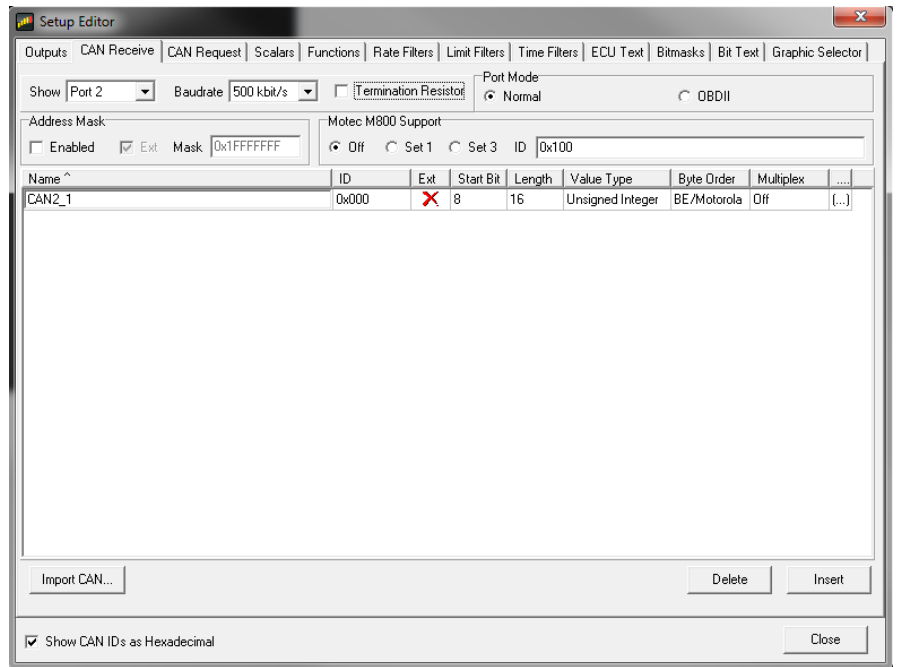 Setup Editor
Outputs CAN Receive CAN Request Scalars Functions Rate Filters Limit Filters Time Filters ECU Text Bitmasks Bit Text Graphic Selector
Show Port 2 Baudrate 500 kbit/s Termination Resistor Port Mode Normal OBDII
Address Mask Motec M800 Support
Enabled Ext Mask 0x1FFFFFFF Off Set 1 Set 3 ID 0x100
Name ^ ID Ext Start Bit Length Value Type Byte Order Multiplex ....
CAN2_1 0x000 8 16 Unsigned Integer BE/Motorola Off (...)
Import CAN... Delete Insert
Show CAN IDs as Hexadecimal Close